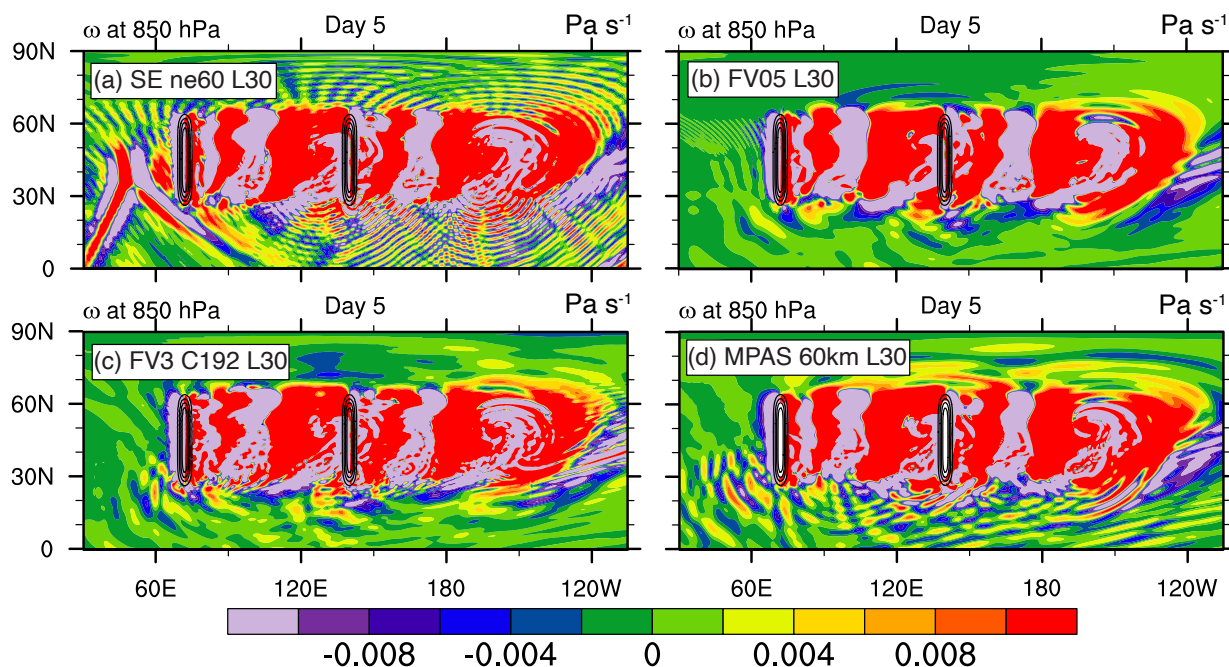 ω at 850 hPa Day 5 Pa s⁻¹ ω at 850 hPa Day 5 Pa s⁻¹
90N
(a) SE ne60 L30
(b) FV05 L30
60N
30N
0
ω at 850 hPa Day 5 Pa s⁻¹ ω at 850 hPa Day 5 Pa s⁻¹
90N
(c) FV3 C192 L30
(d) MPAS 60km L30
60N
30N
0
60E 120E 180 120W 60E 120E 180 120W
-0.008 -0.004 0 0.004 0.008